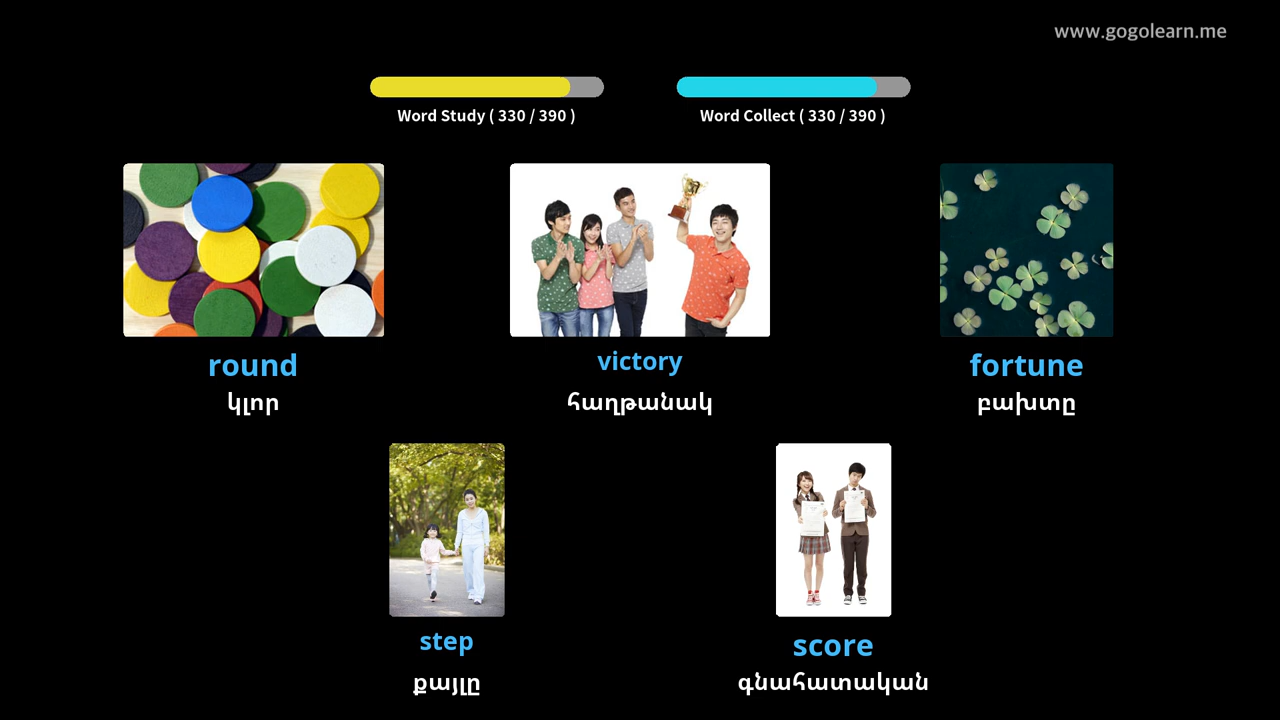 www.gogolearn.me
Word Study ( 330 / 390 )
Word Collect ( 330 / 390 )
round
կլոր
victory
հաղթանակ
fortune
բախտը
step
քայլը
score
գնահատական